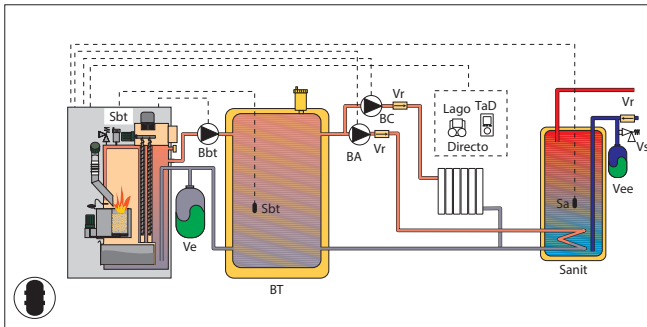 Sbt
Bbt
Ve
Sbt
BT
BA
BC
Vr
Vr
Lago TaD
Directo
Sa
Sanit
Vr
Vs
Vee